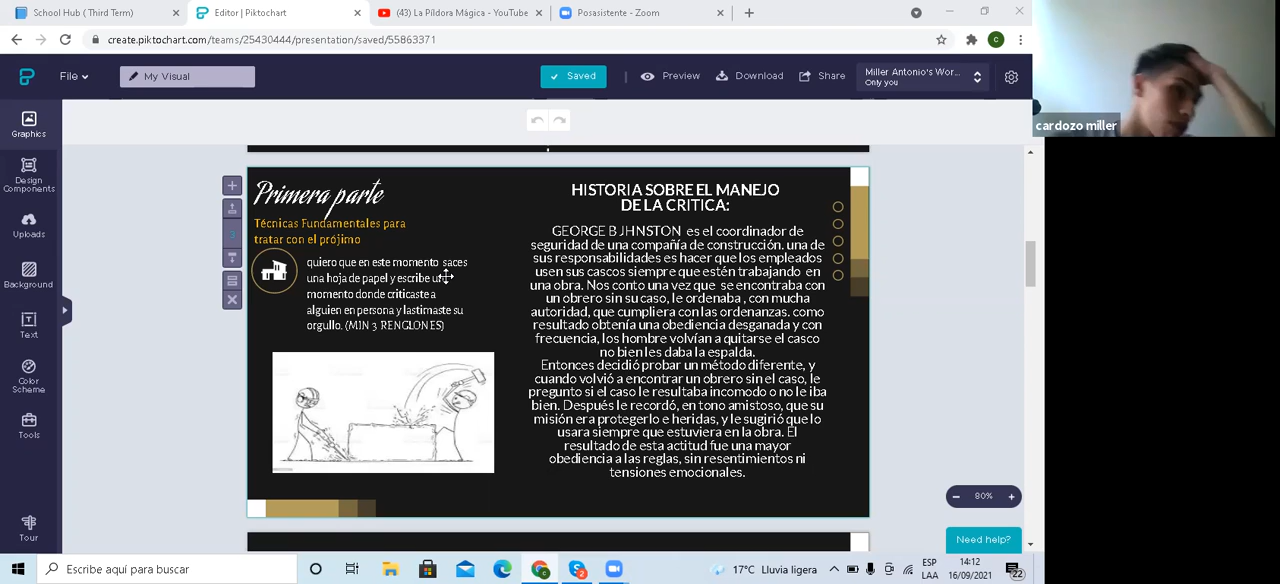 School Hub ( Third Term)
Editor | Piktochart
(43) La Píldora Mágica - YouTube
Posasistente - Zoom
create.piktochart.com/teams/25430444/presentation/saved/55863371
C
File
My Visual
Saved
Preview
Download
Share
Miller Antonio's Wor...
Only you
Graphics
Design
Components
Uploads
Background
Text
Color
Scheme
Tools
Tour
3
Primera parte
Técnicas Fundamentales para
tratar con el prójimo
quiero que en este momento saces
una hoja de papel y escribe un
momento donde criticaste a
alguien en persona y lastimaste su
orgullo. (MIN 3 RENGLONES)
HISTORIA SOBRE EL MANEJO
DE LA CRITICA:
GEORGE B JHNSTON es el coordinador de
seguridad de una compañía de construcción. una de
sus responsabilidades es hacer que los empleados
usen sus cascos siempre que estén trabajando en
una obra. Nos conto una vez que se encontraba con
un obrero sin su caso, le ordenaba , con mucha
autoridad, que cumpliera con las ordenanzas. como
resultado obtenía una obediencia desganada y con
frecuencia, los hombre volvían a quitarse el casco
no bien les daba la espalda.
Entonces decidió probar un método diferente, y
cuando volvió a encontrar un obrero sin el caso, le
pregunto si el caso le resultaba incomodo o no le iba
bien. Después le recordó, en tono amistoso, que su
misión era protegerlo e heridas, y le sugirió que lo
usara siempre que estuviera en la obra. El
resultado de esta actitud fue una mayor
obediencia a las reglas, sin resentimientos ni
tensiones emocionales.
80%
Need help?
cardozo miller
Escribe aquí para buscar
2
17°C Lluvia ligera
ESP
LAA
14:12
16/09/2021
22